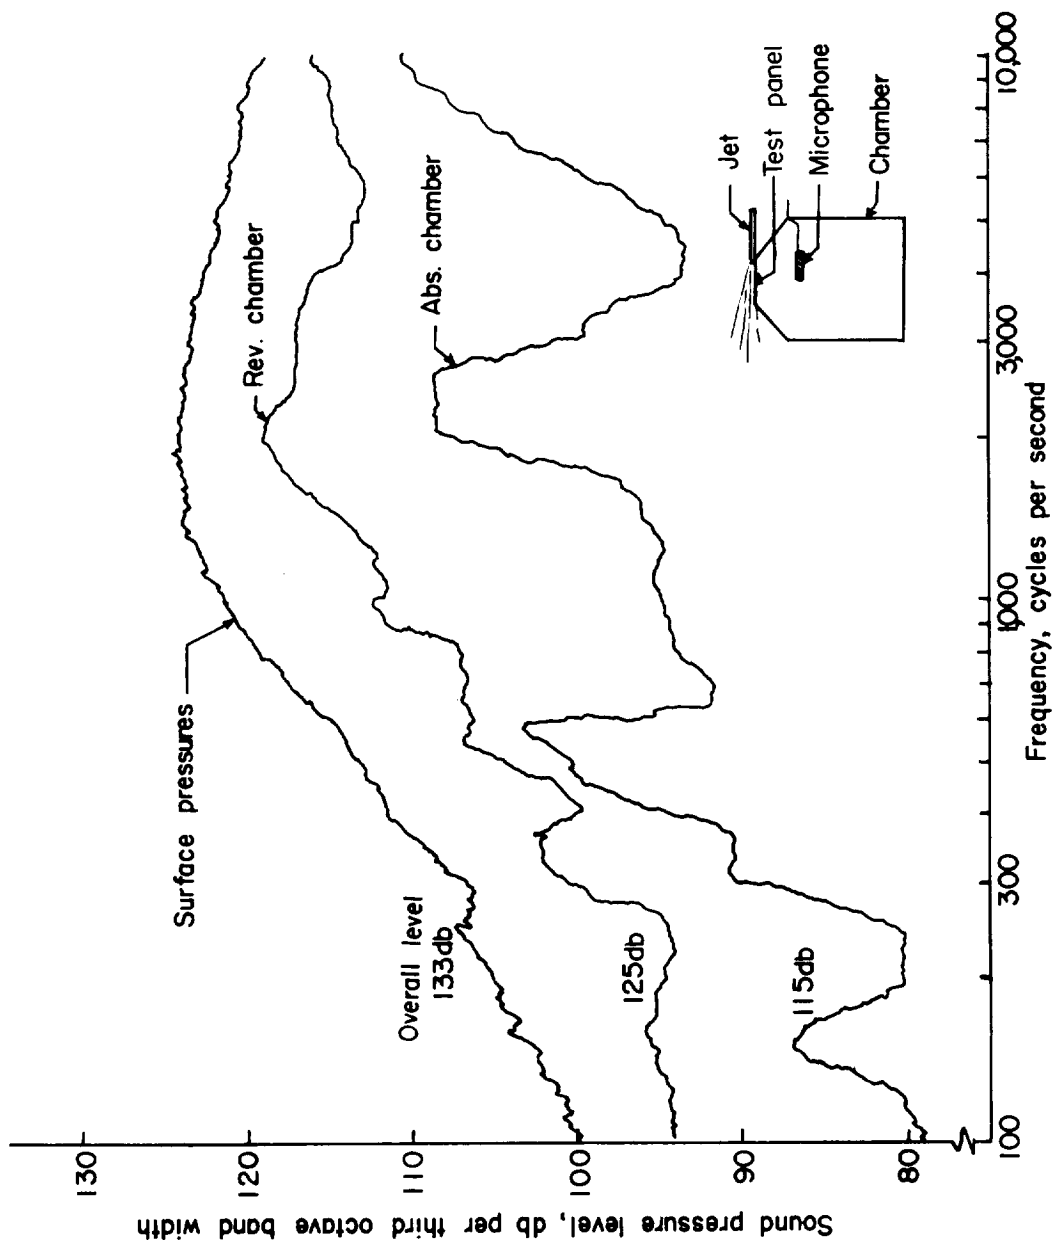 Sound pressure level, db per third octave band width
130
120
110
100
90
80
Surface pressures
Rev. chamber
Abs. chamber
Overall level
133db
125db
115db
Jet
Test panel
Microphone
Chamber
100
300
1000
3,000
10,000
Frequency, cycles per second